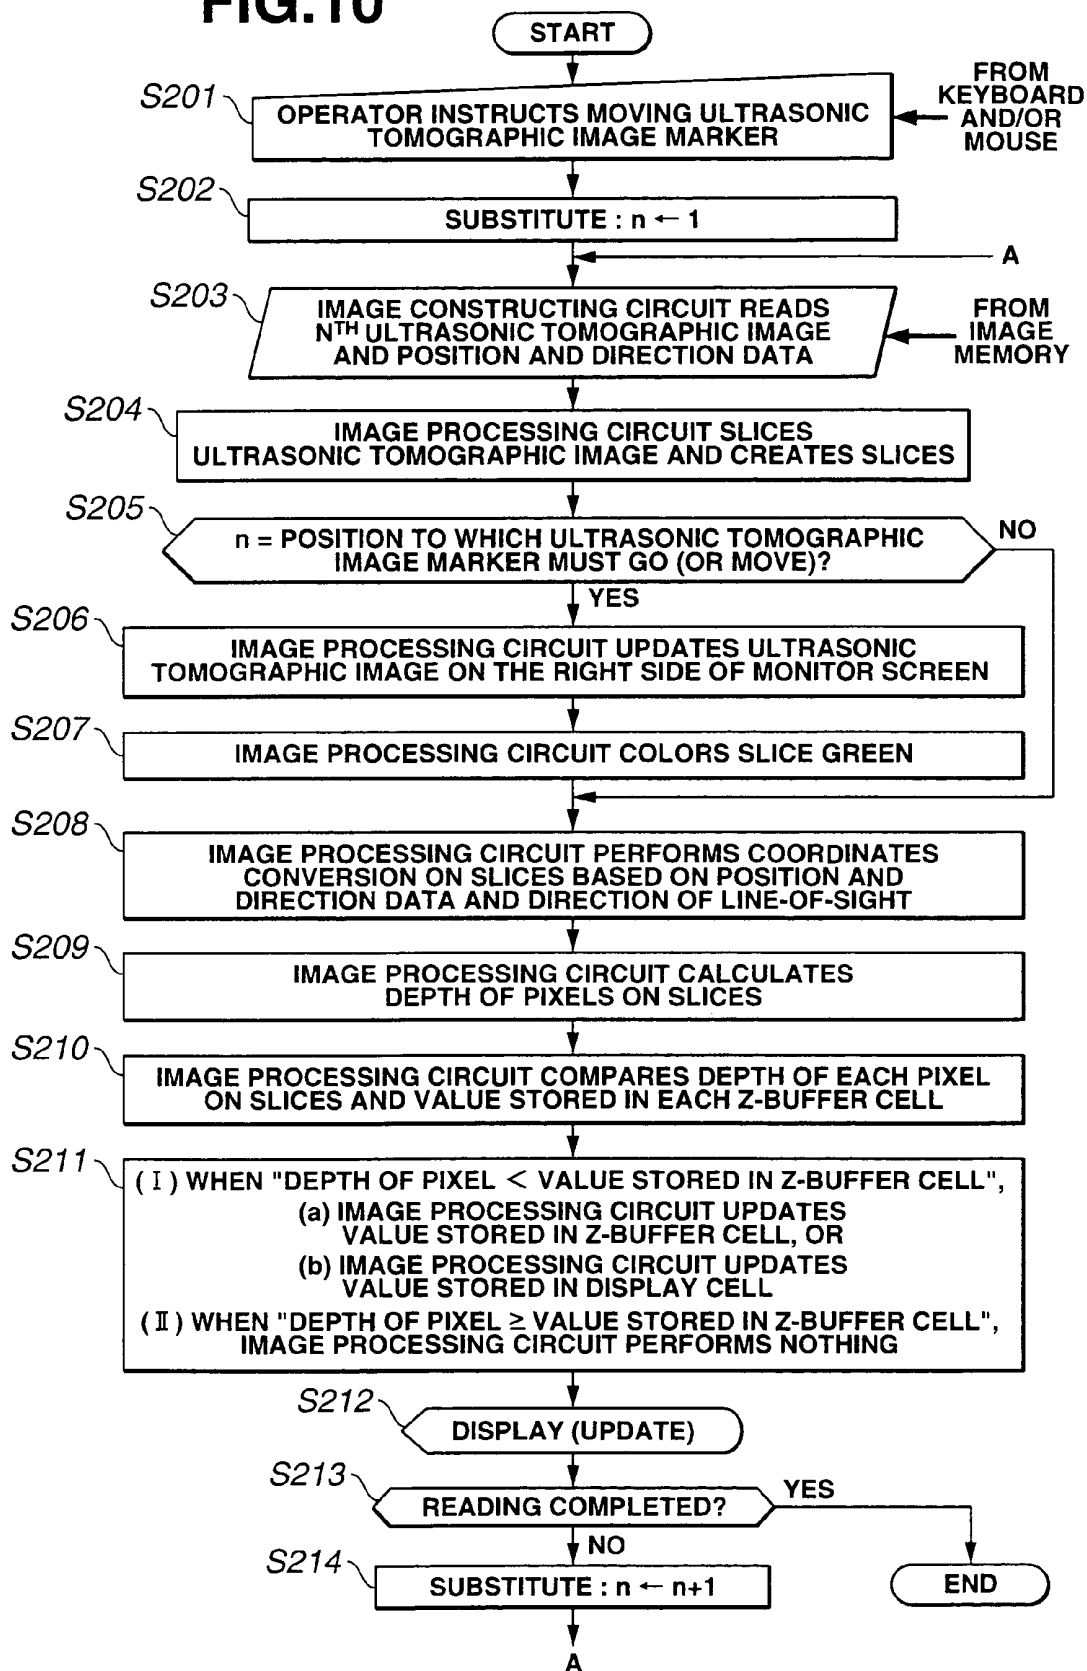 FIG.10
START
S201
OPERATOR INSTRUCTS MOVING ULTRASONIC
TOMOGRAPHIC IMAGE MARKER
FROM
KEYBOARD
AND/OR
MOUSE
S202
SUBSTITUTE : n ← 1
A
S203
IMAGE CONSTRUCTING CIRCUIT READS
NTH ULTRASONIC TOMOGRAPHIC IMAGE
AND POSITION AND DIRECTION DATA
FROM
IMAGE
MEMORY
S204
IMAGE PROCESSING CIRCUIT SLICES
ULTRASONIC TOMOGRAPHIC IMAGE AND CREATES SLICES
S205
n = POSITION TO WHICH ULTRASONIC TOMOGRAPHIC
IMAGE MARKER MUST GO (OR MOVE)?
NO
YES
S206
IMAGE PROCESSING CIRCUIT UPDATES ULTRASONIC
TOMOGRAPHIC IMAGE ON THE RIGHT SIDE OF MONITOR SCREEN
S207
IMAGE PROCESSING CIRCUIT COLORS SLICE GREEN
S208
IMAGE PROCESSING CIRCUIT PERFORMS COORDINATES
CONVERSION ON SLICES BASED ON POSITION AND
DIRECTION DATA AND DIRECTION OF LINE-OF-SIGHT
S209
IMAGE PROCESSING CIRCUIT CALCULATES
DEPTH OF PIXELS ON SLICES
S210
IMAGE PROCESSING CIRCUIT COMPARES DEPTH OF EACH PIXEL
ON SLICES AND VALUE STORED IN EACH Z-BUFFER CELL
S211
(Ⅰ) WHEN "DEPTH OF PIXEL < VALUE STORED IN Z-BUFFER CELL",
(a) IMAGE PROCESSING CIRCUIT UPDATES
VALUE STORED IN Z-BUFFER CELL, OR
(b) IMAGE PROCESSING CIRCUIT UPDATES
VALUE STORED IN DISPLAY CELL
(Ⅱ) WHEN "DEPTH OF PIXEL ≥ VALUE STORED IN Z-BUFFER CELL",
IMAGE PROCESSING CIRCUIT PERFORMS NOTHING
S212
DISPLAY (UPDATE)
S213
READING COMPLETED?
YES
NO
S214
SUBSTITUTE : n ← n+1
END
A